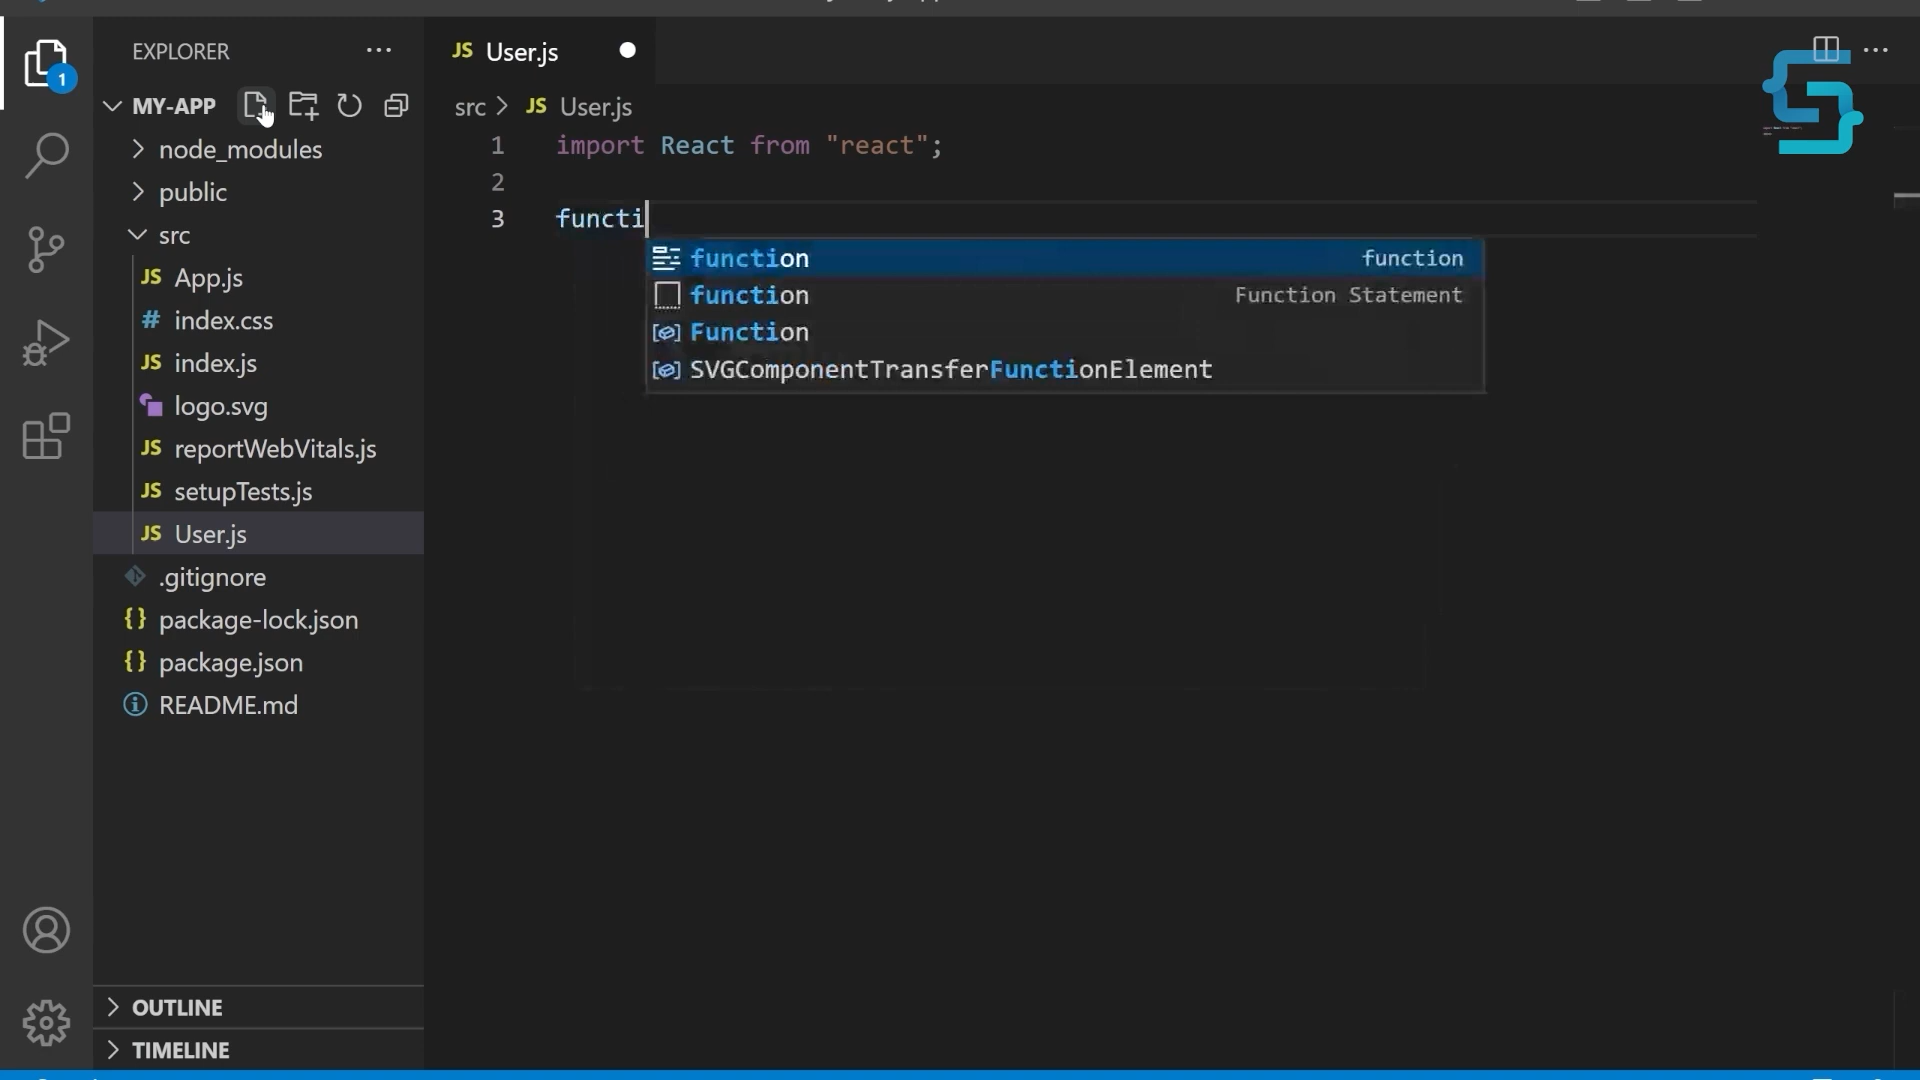 EXPLORER
MY-APP
node_modules
public
src
JS App.js
# index.css
JS index.js
logo.svg
JS reportWebVitals.js
JS setupTests.js
JS User.js
.gitignore
{} package-lock.json
{} package.json
README.md
OUTLINE
TIMELINE
1
JS User.js
src > JS User.js
1 import React from "react";
2
3 functi
function function
function Function Statement
Function
SVGComponentTransferFunctionElement